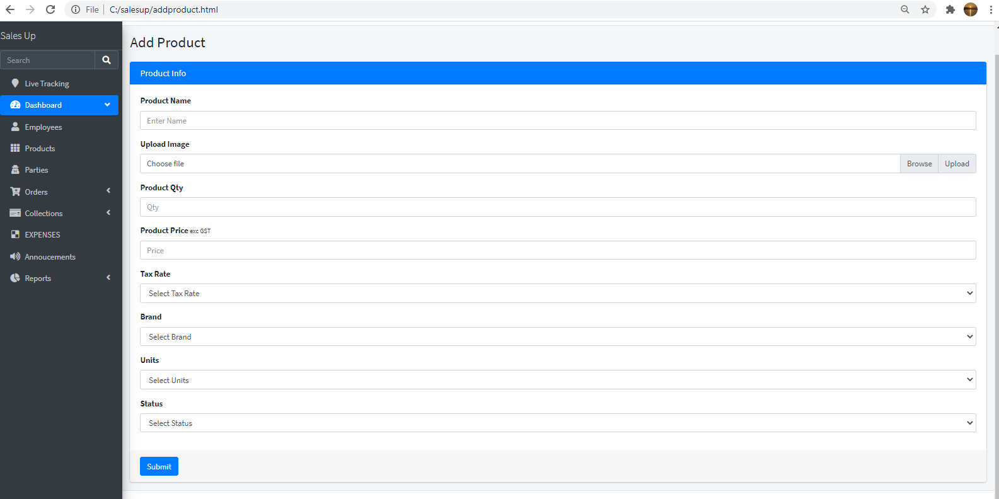 File C:/salesup/addproduct.html
Sales Up
Search
Live Tracking
Dashboard
Employees
Products
Parties
Orders
Collections
EXPENSES
Annoucements
Reports
Add Product
Product Info
Product Name
Enter Name
Upload Image
Choose file Browse Upload
Product Qty
Qty
Product Price exc GST
Price
Tax Rate
Select Tax Rate
Brand
Select Brand
Units
Select Units
Status
Select Status
Submit